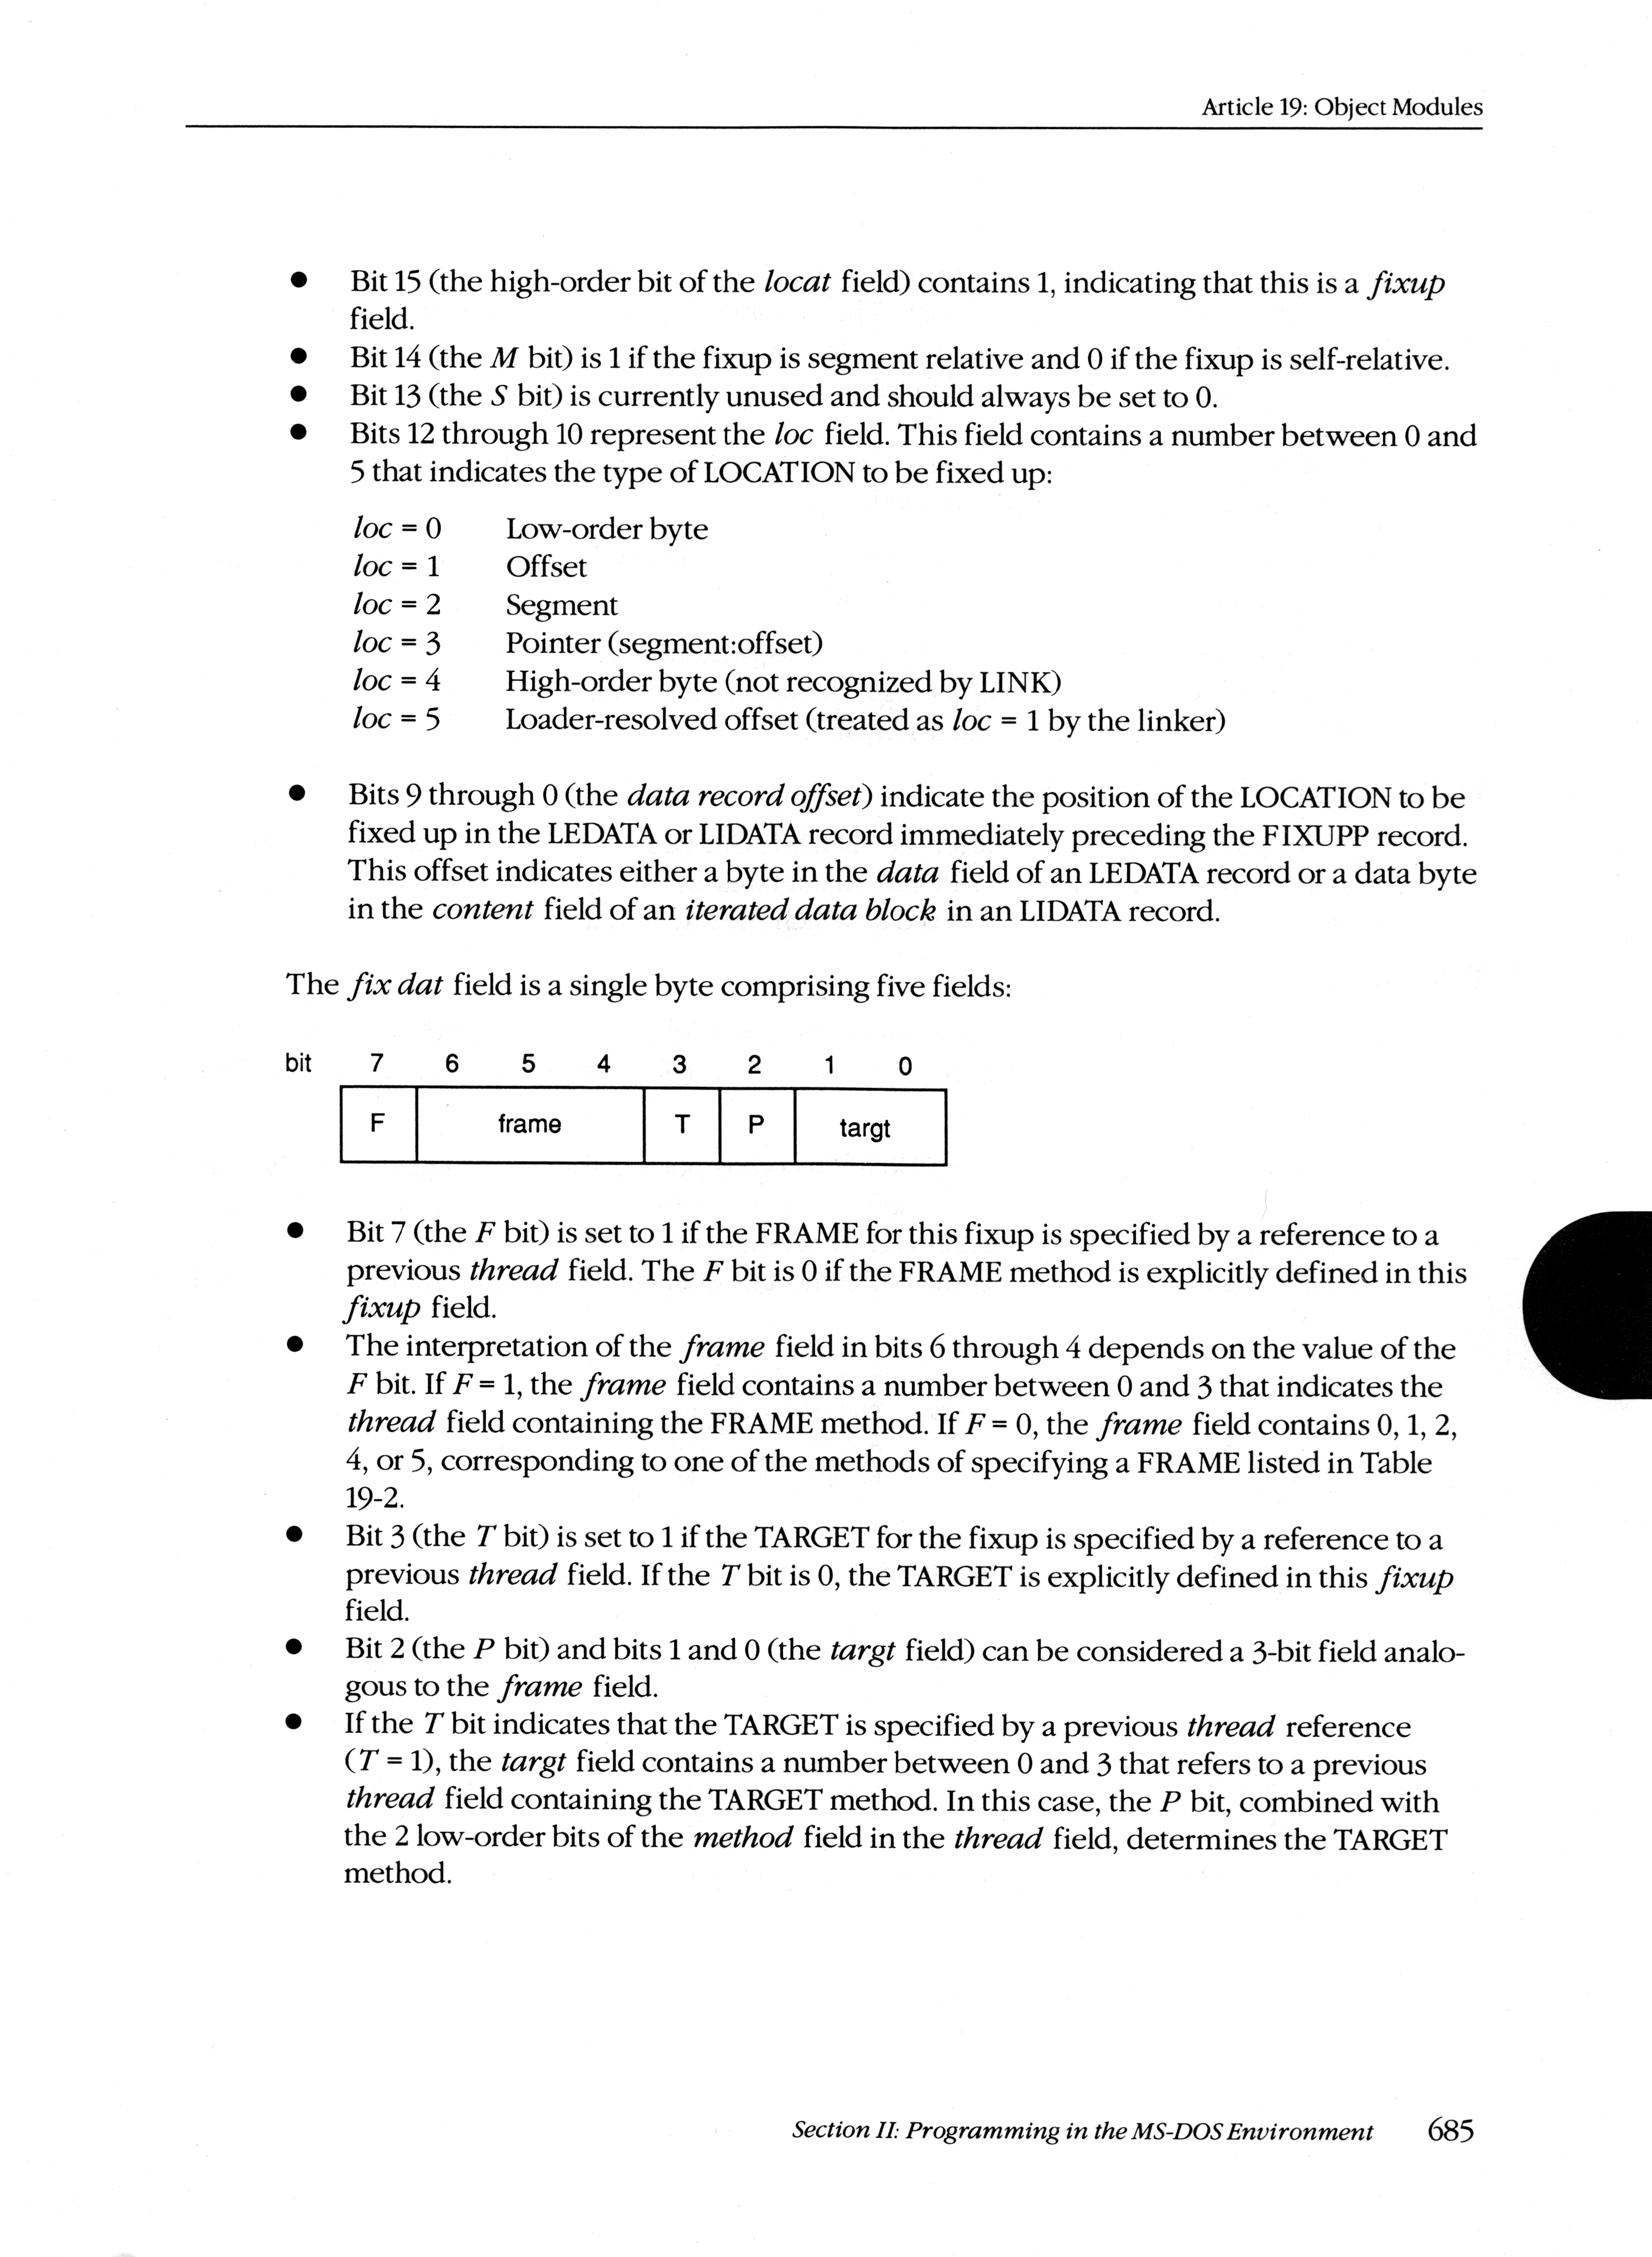 Article 19: Object Modules
● Bit 15 (the high-order bit of the locat field) contains 1, indicating that this is a fixup
field.
● Bit 14 (the M bit) is 1 if the fixup is segment relative and 0 if the fixup is self-relative.
● Bit 13 (the S bit) is currently unused and should always be set to 0.
● Bits 12 through 10 represent the loc field. This field contains a number between 0 and
5 that indicates the type of LOCATION to be fixed up:
loc = 0 Low-order byte
loc = 1 Offset
loc = 2 Segment
loc = 3 Pointer (segment:offset)
loc = 4 High-order byte (not recognized by LINK)
loc = 5 Loader-resolved offset (treated as loc = 1 by the linker)
● Bits 9 through 0 (the data record offset) indicate the position of the LOCATION to be
fixed up in the LEDATA or LIDATA record immediately preceding the FIXUPP record.
This offset indicates either a byte in the data field of an LEDATA record or a data byte
in the content field of an iterated data block in an LIDATA record.
The fix dat field is a single byte comprising five fields:
bit 7 6 5 4 3 2 1 0
F frame T P targt
● Bit 7 (the F bit) is set to 1 if the FRAME for this fixup is specified by a reference to a
previous thread field. The F bit is 0 if the FRAME method is explicitly defined in this
fixup field.
● The interpretation of the frame field in bits 6 through 4 depends on the value of the
F bit. If F = 1, the frame field contains a number between 0 and 3 that indicates the
thread field containing the FRAME method. If F = 0, the frame field contains 0, 1, 2,
4, or 5, corresponding to one of the methods of specifying a FRAME listed in Table
19-2.
● Bit 3 (the T bit) is set to 1 if the TARGET for the fixup is specified by a reference to a
previous thread field. If the T bit is 0, the TARGET is explicitly defined in this fixup
field.
● Bit 2 (the P bit) and bits 1 and 0 (the targt field) can be considered a 3-bit field analo-
gous to the frame field.
● If the T bit indicates that the TARGET is specified by a previous thread reference
(T = 1), the targt field contains a number between 0 and 3 that refers to a previous
thread field containing the TARGET method. In this case, the P bit, combined with
the 2 low-order bits of the method field in the thread field, determines the TARGET
method.
Section II: Programming in the MS-DOS Environment 685